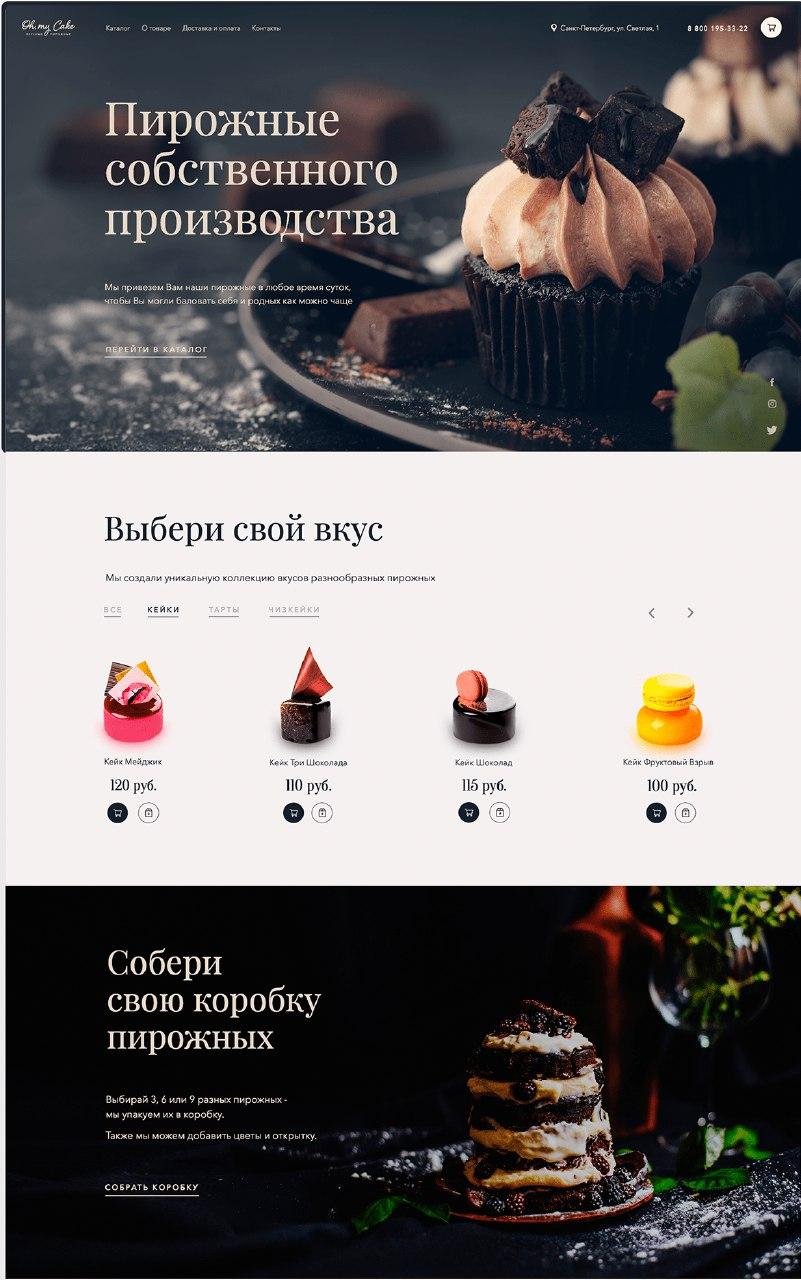 Oh, my Cake
Каталог О товаре Доставка и оплата Контакты
Санкт-Петербург, ул. Светлая, 1
8 800 195-33-22
Пирожные
собственного
производства
Мы привезем Вам наши пирожные в любое время суток,
чтобы Вы могли баловать себя и родных как можно чаще
ПЕРЕЙТИ В КАТАЛОГ
Выбери свой вкус
Мы создали уникальную коллекцию вкусов разнообразных пирожных
ВСЕ КЕЙКИ ТАРТЫ ЧИЗКЕЙКИ
Кейк Мейджик
120 руб.
Кейк Три Шоколада
110 руб.
Кейк Шоколад
115 руб.
Кейк Фруктовый Взрыв
100 руб.
Собери
свою коробку
пирожных
Выбирай 3, 6 или 9 разных пирожных -
мы упакуем их в коробку.
Также мы можем добавить цветы и открытку.
СОБРАТЬ КОРОБКУ